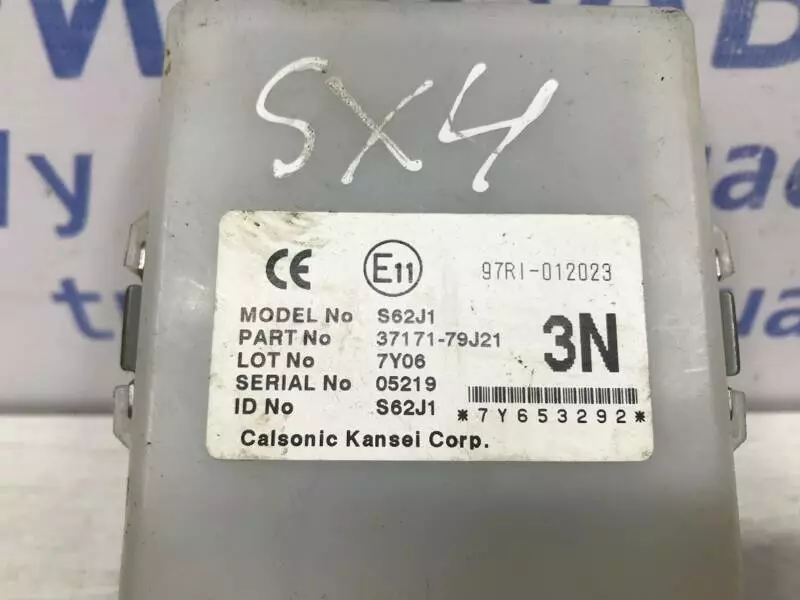 SX4
CE E11 97RI-012023
MODEL No S62J1
PART No 37171-79J21
LOT No 7Y06
SERIAL No 05219
ID No S62J1
3N
*7Y653292*
Calsonic Kansei Corp.